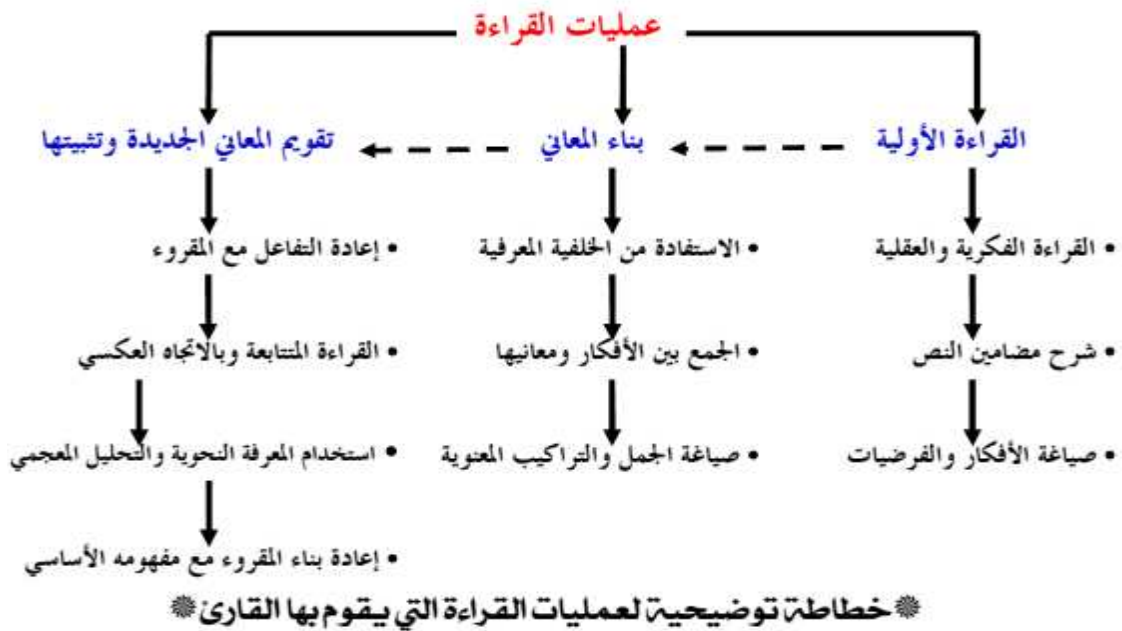 عمليات القراءة
القراءة الأولية
بناء المعاني
تقويم المعاني الجديدة وتثبيتها
• القراءة الفكرية والعقلية
• الاستفادة من الخلفية المعرفية
• إعادة التفاعل مع المقروء
• شرح مضامين النص
• الجمع بين الأفكار ومعانيها
• القراءة المتتابعة وبالاتجاه العكسي
• صياغة الأفكار والفرضيات
• صياغة الجمل والتراكيب المعنوية
• استخدام المعرفة النحوية والتحليل المعجمي
• إعادة بناء المقروء مع مفهومه الأساسي
خطاطة توضيحية لعمليات القراءة التي يقوم بها القارئ